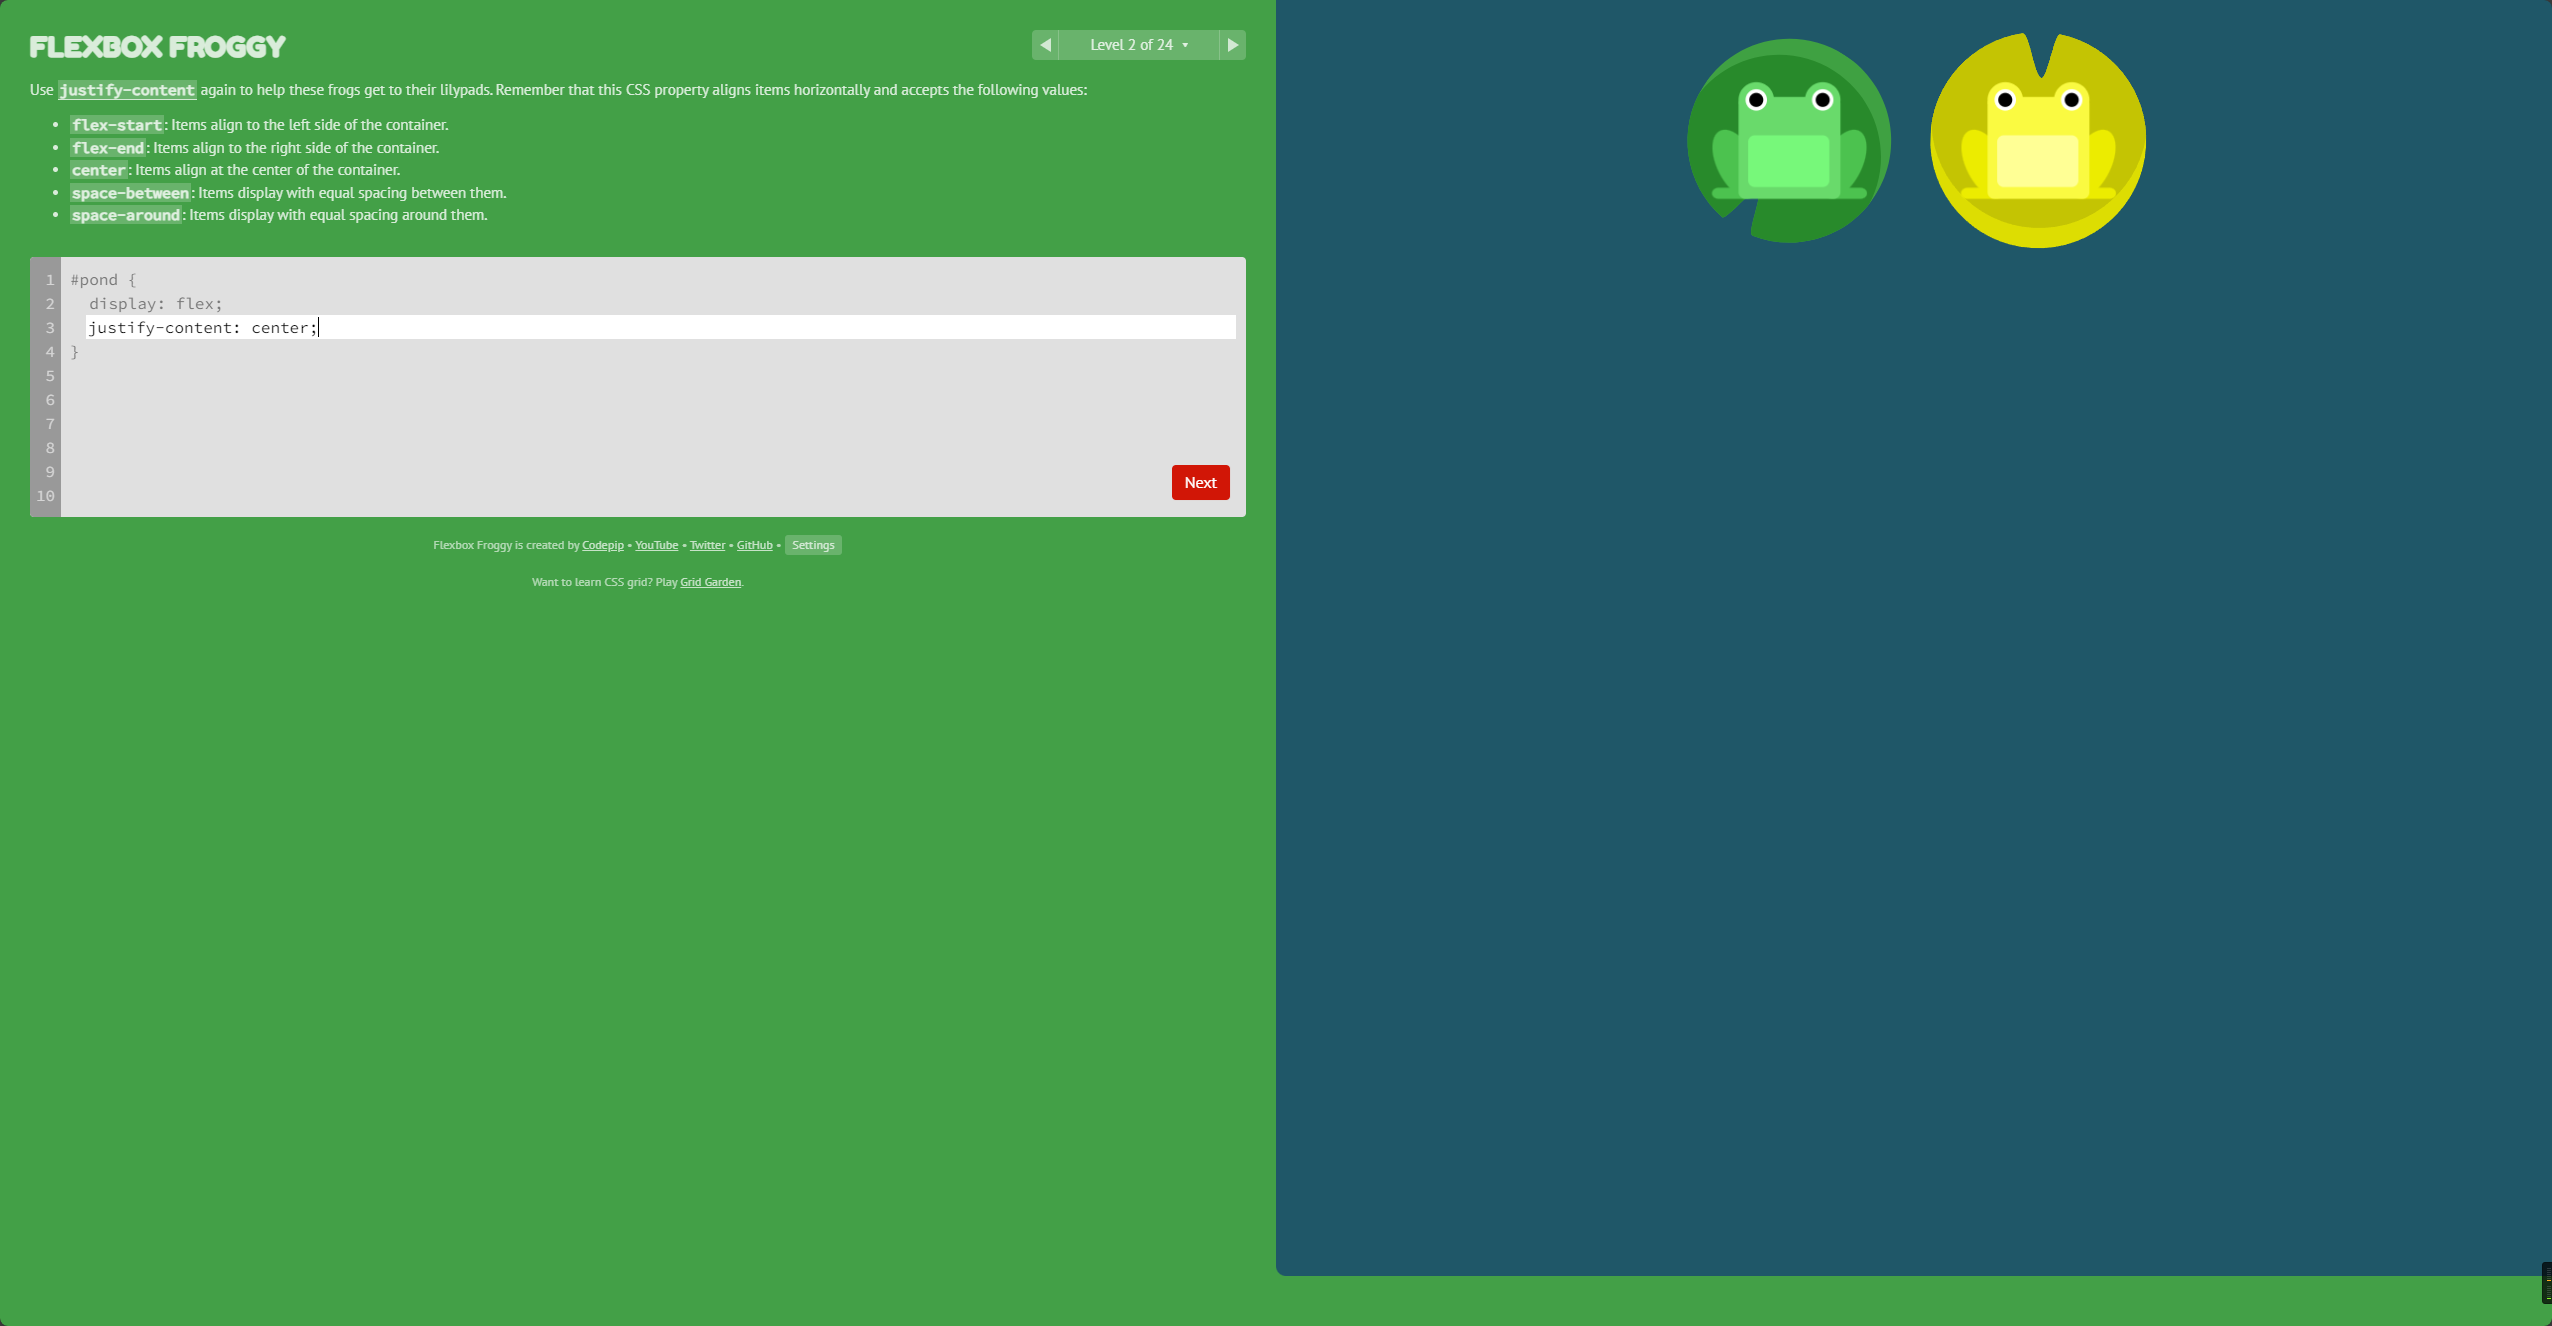 FLEXBOX FROGGY
Level 2 of 24
Use justify-content again to help these frogs get to their lilypads. Remember that this CSS property aligns items horizontally and accepts the following values:
• flex-start: Items align to the left side of the container.
• flex-end: Items align to the right side of the container.
• center: Items align at the center of the container.
• space-between: Items display with equal spacing between them.
• space-around: Items display with equal spacing around them.
1 #pond {
2 display: flex;
3 justify-content: center;
4 }
5
6
7
8
9
10
Next
Flexbox Froggy is created by Codepip • YouTube • Twitter • GitHub • Settings
Want to learn CSS grid? Play Grid Garden.